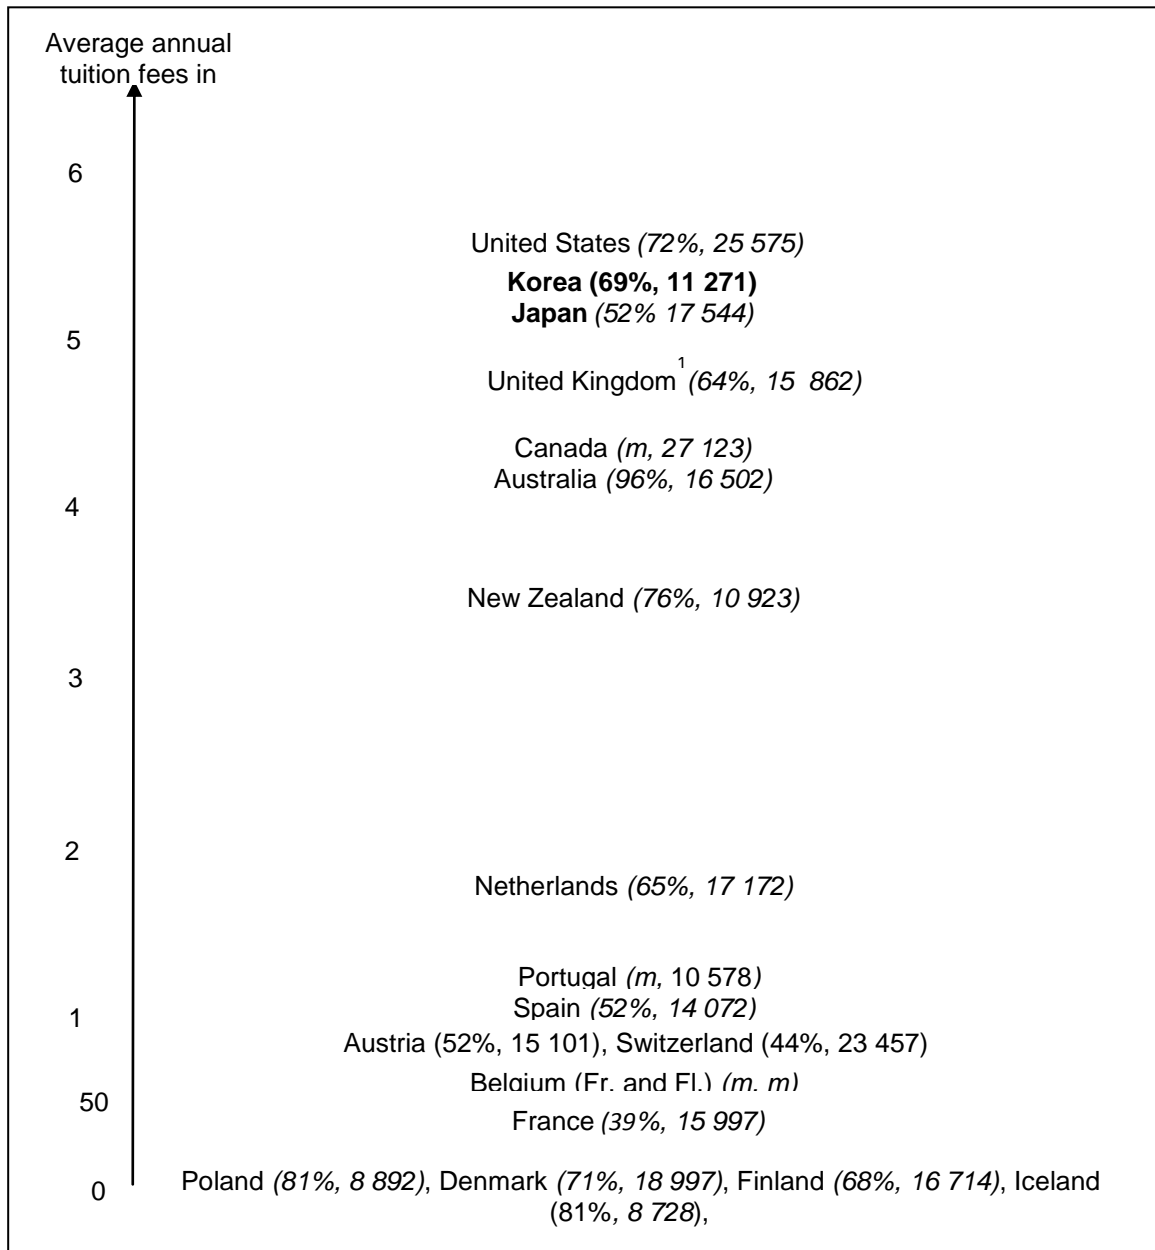 Average annual
tuition fees in
6
United States (72%, 25 575)
Korea (69%, 11 271)
Japan (52% 17 544)
5
United Kingdom1 (64%, 15 862)
Canada (m, 27 123)
Australia (96%, 16 502)
4
New Zealand (76%, 10 923)
3
2
Netherlands (65%, 17 172)
Portugal (m, 10 578)
Spain (52%, 14 072)
1
Austria (52%, 15 101), Switzerland (44%, 23 457)
Belgium (Fr. and Fl.) (m, m)
50
France (39%, 15 997)
0
Poland (81%, 8 892), Denmark (71%, 18 997), Finland (68%, 16 714), Iceland
(81%, 8 728),